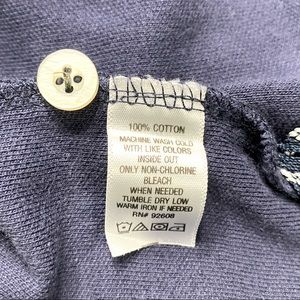 100% COTTON
MACHINE WASH COLD
WITH LIKE COLORS
INSIDE OUT
ONLY NON-CHLORINE
BLEACH
WHEN NEEDED
TUMBLE DRY LOW
WARM IRON IF NEEDED
RN# 92608